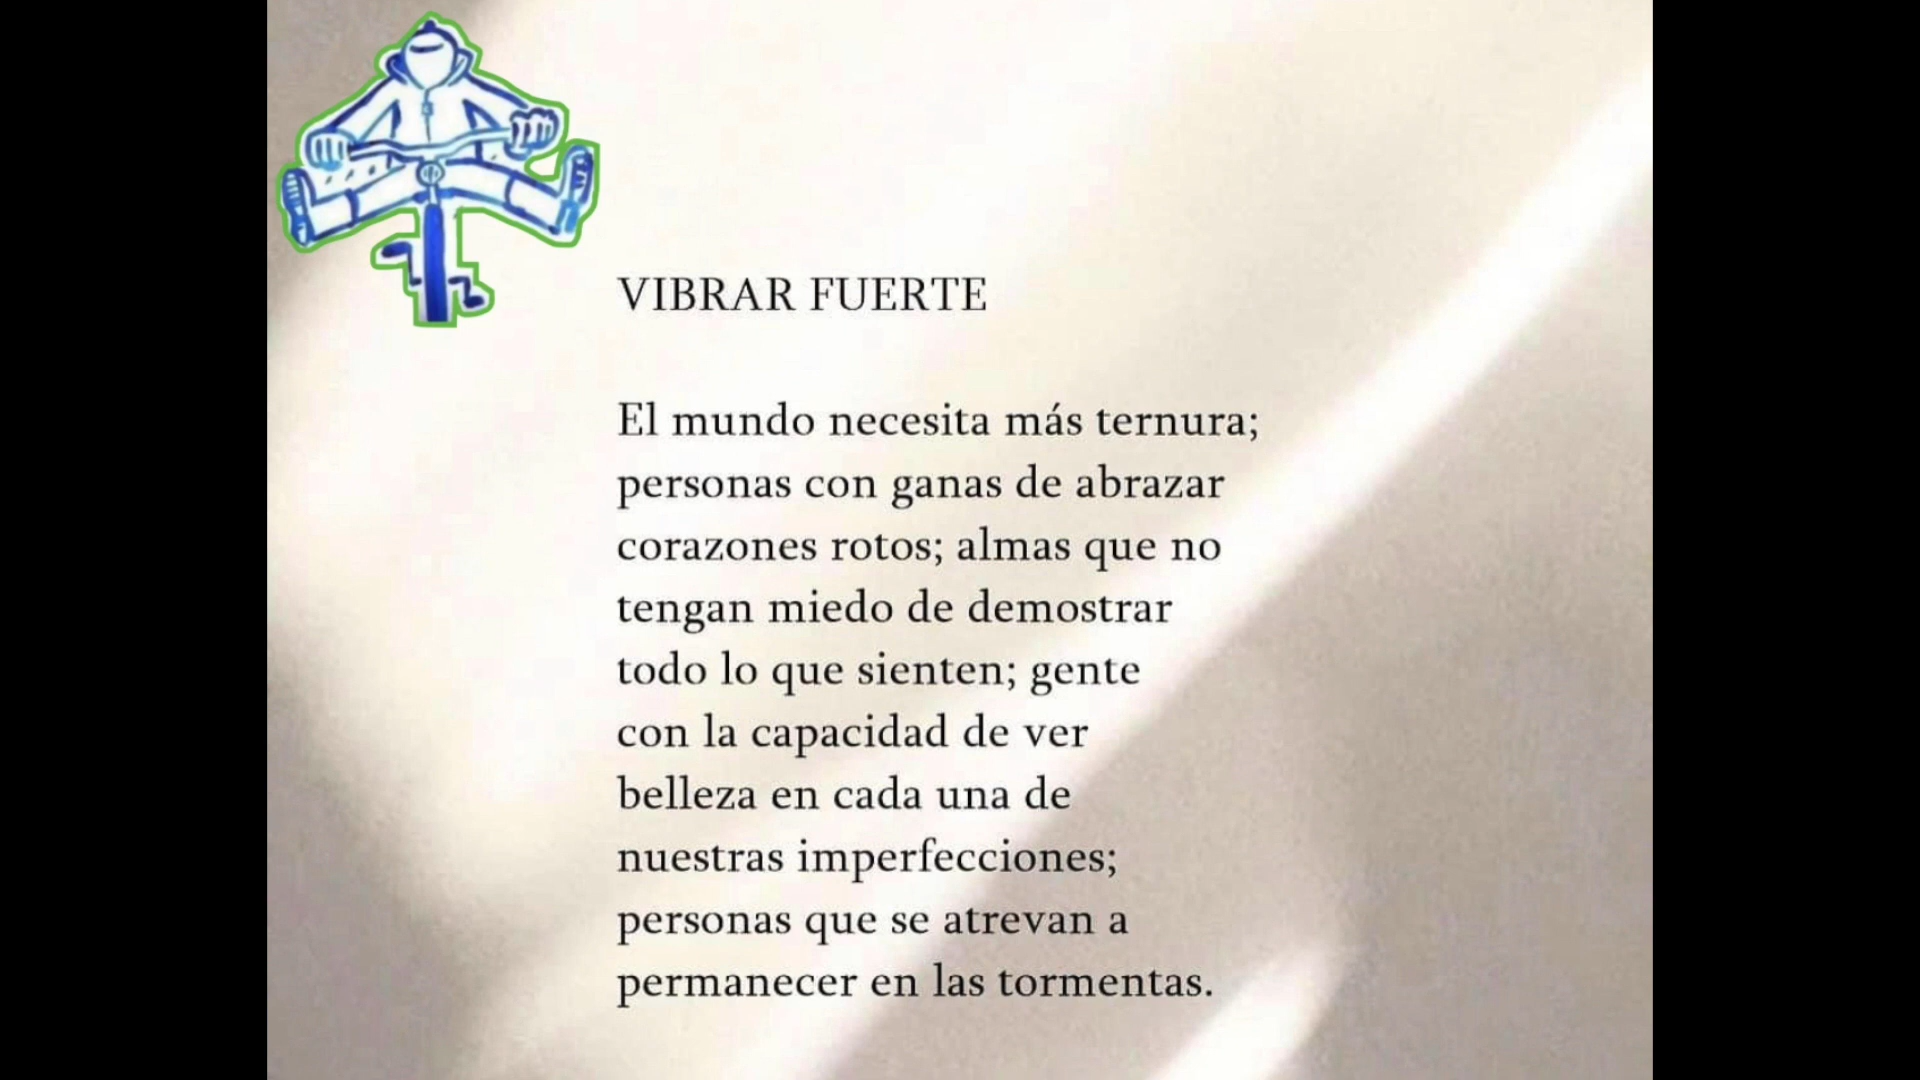 VIBRAR FUERTE
El mundo necesita más ternura;
personas con ganas de abrazar
corazones rotos; almas que no
tengan miedo de demostrar
todo lo que sienten; gente
con la capacidad de ver
belleza en cada una de
nuestras imperfecciones;
personas que se atrevan a
permanecer en las tormentas.